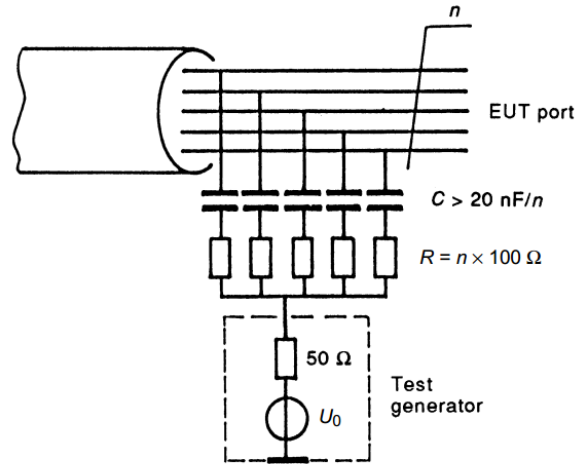 n
EUT port
C > 20 nF/n
R = n × 100 Ω
50 Ω
U₀
Test
generator